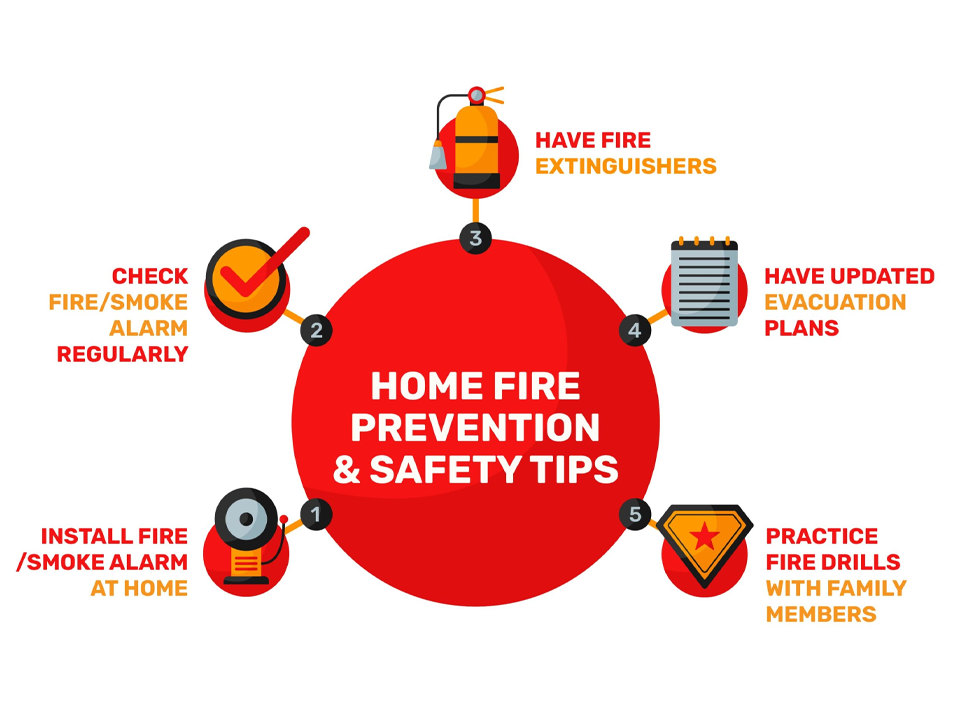 HOME FIRE
PREVENTION
& SAFETY TIPS
1
INSTALL FIRE
/SMOKE ALARM
AT HOME
2
CHECK
FIRE/SMOKE
ALARM
REGULARLY
3
HAVE FIRE
EXTINGUISHERS
4
HAVE UPDATED
EVACUATION
PLANS
5
PRACTICE
FIRE DRILLS
WITH FAMILY
MEMBERS